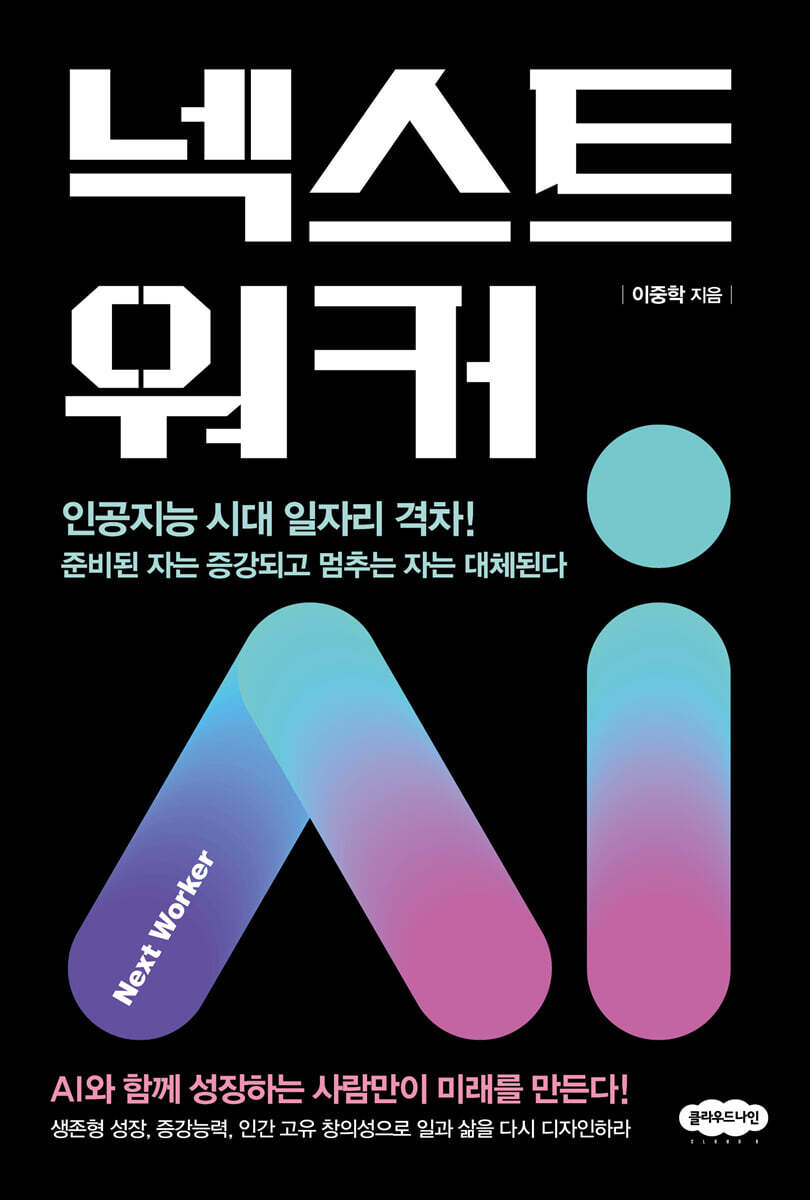 넥스트
워커
이중학 지음
인공지능 시대 일자리 격차!
준비된 자는 증강되고 멈추는 자는 대체된다
Ai
Next Worker
AI와 함께 성장하는 사람만이 미래를 만든다!
생존형 성장, 증강능력, 인간 고유 창의성으로 일과 삶을 다시 디자인하라
클라우드나인
CLOUD 9